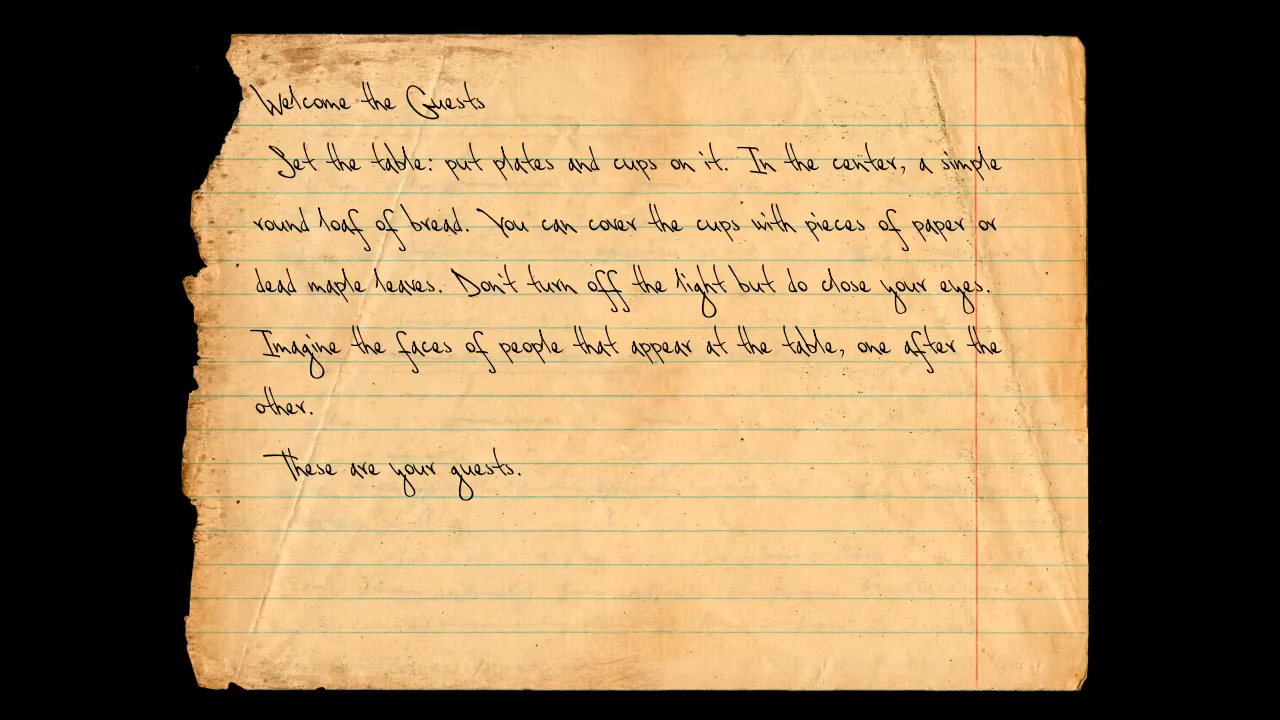 Welcome the Guests
Set the table: put plates and cups on it. In the center, a simple
round loaf of bread. You can cover the cups with pieces of paper or
dead maple leaves. Don't turn off the light but do close your eyes.
Imagine the faces of people that appear at the table, one after the
other.
These are your guests.